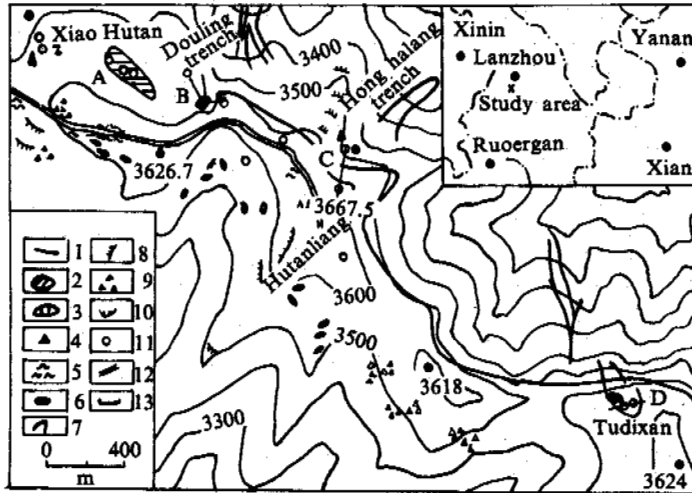 Xiao Hutan
Douling
trench
3400
3500
Hong halang
trench
A
B
C
3626.7
3667.5
Hutanliang
3600
3500
3618
3300
D
Tudixan
3624
Xinin
Lanzhou
Study area
Ruoergan
Yanan
Xian
1
2
3
4
5
6
7
8
9
10
11
12
13
0 400
m